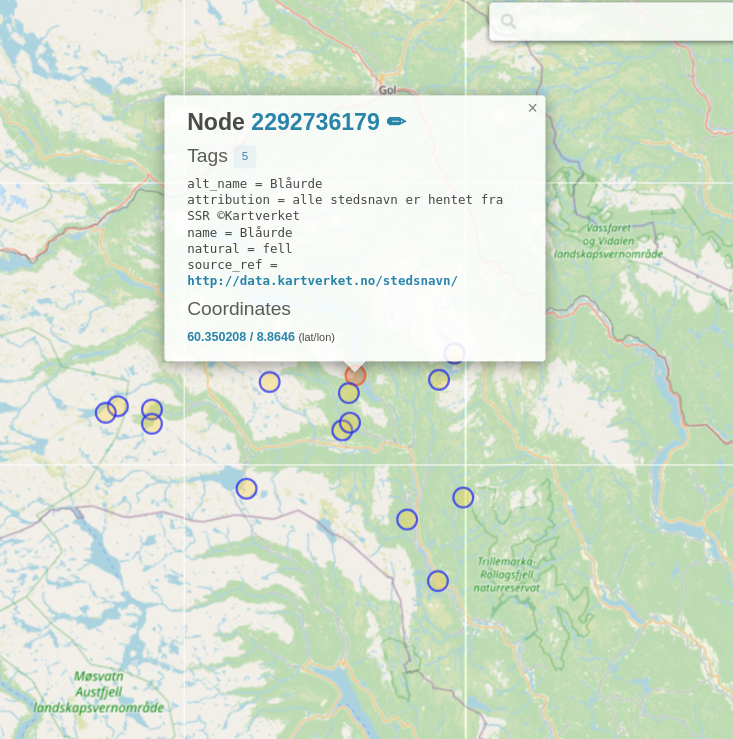 Gol
×
Node 2292736179 ✏
Tags 5
alt_name = Blåurde
attribution = alle stedsnavn er hentet fra
SSR ©Kartverket
name = Blåurde
natural = fell
source_ref =
http://data.kartverket.no/stedsnavn/
Coordinates
60.350208 / 8.8646 (lat/lon)
Vassfaret
og Vidalen
landskapsvernområde
Trillemarka
Rollagsfjell
naturreservat
Møsvatn
Austfjell
landskapsvernområde